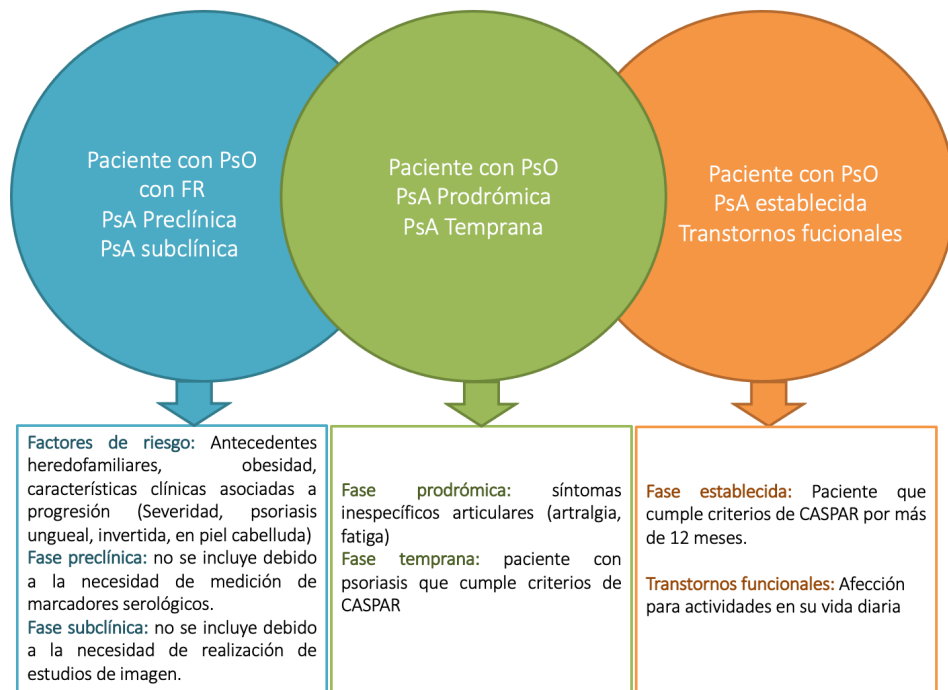 Paciente con PsO
con FR
PsA Preclínica
PsA subclínica
Paciente con PsO
PsA Prodrómica
PsA Temprana
Paciente con PsO
PsA establecida
Transtornos fucionales
Factores de riesgo: Antecedentes
heredofamiliares, obesidad,
características clínicas asociadas a
progresión (Severidad, psoriasis
ungueal, invertida, en piel cabelluda)
Fase preclínica: no se incluye debido
a la necesidad de medición de
marcadores serológicos.
Fase subclínica: no se incluye debido
a la necesidad de realización de
estudios de imagen.
Fase prodrómica: síntomas
inespecíficos articulares (artralgia,
fatiga)
Fase temprana: paciente con
psoriasis que cumple criterios de
CASPAR
Fase establecida: Paciente que
cumple criterios de CASPAR por más
de 12 meses.
Transtornos funcionales: Afección
para actividades en su vida diaria